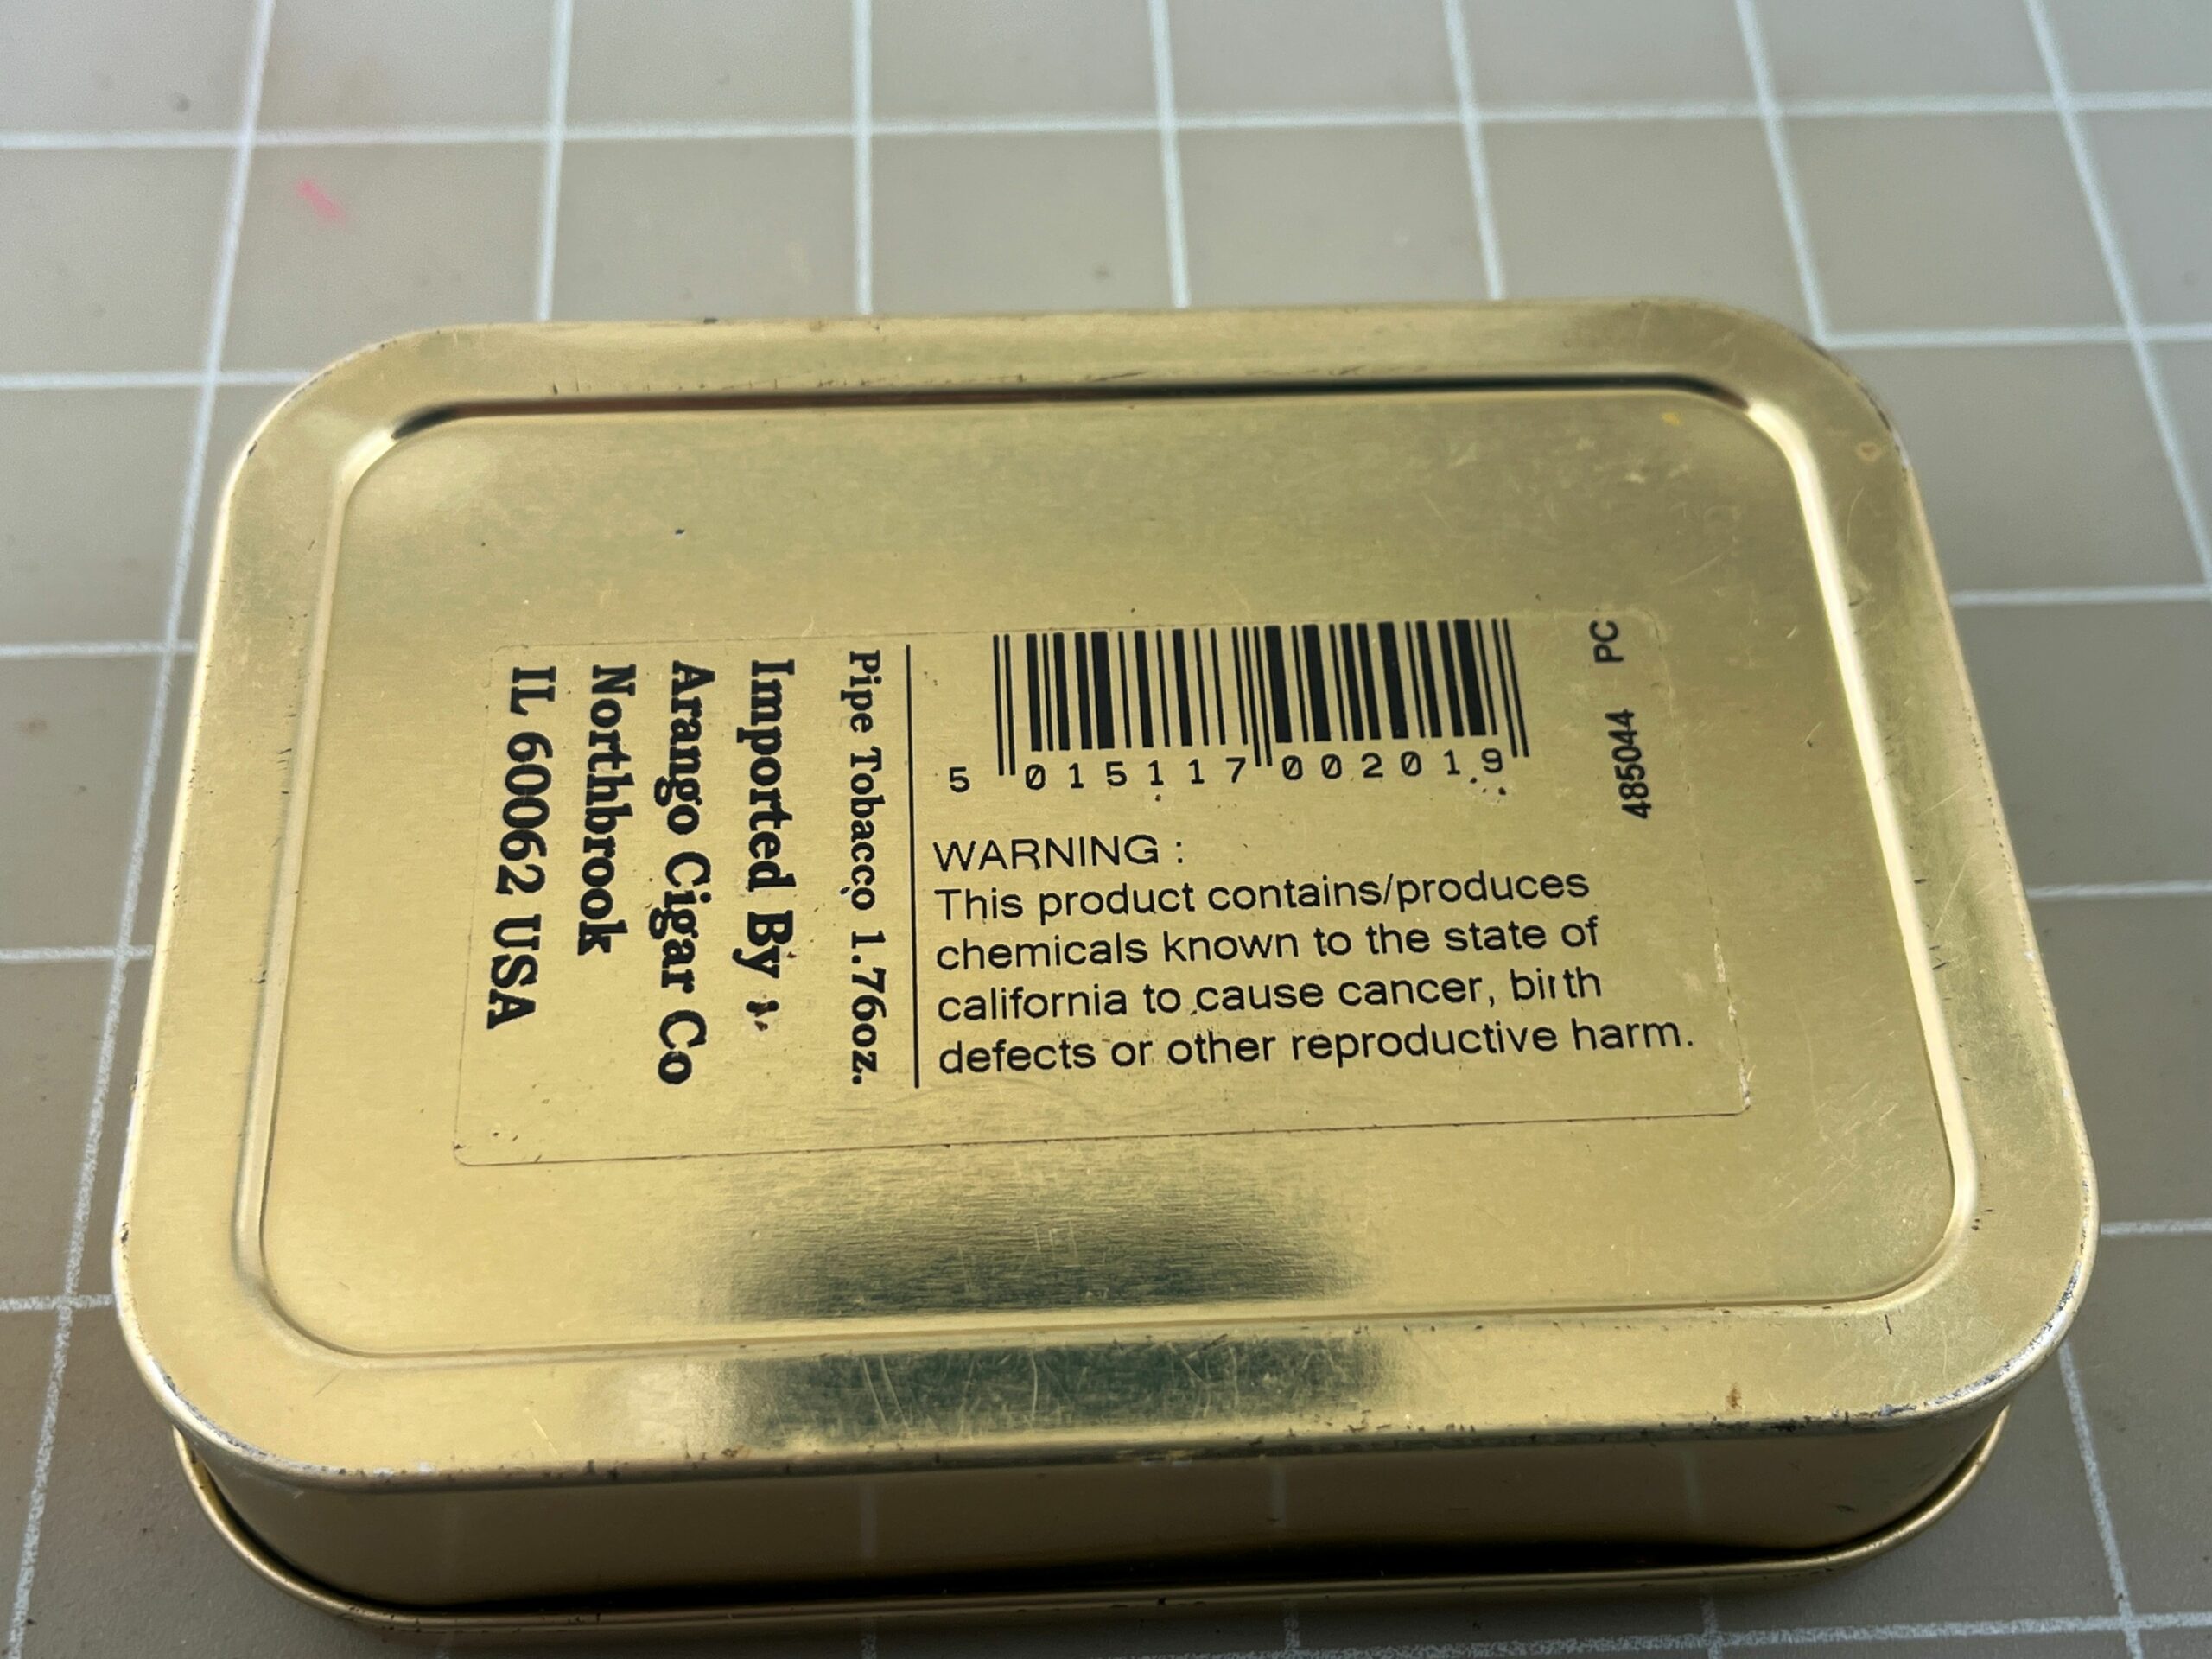 Imported By :
Arango Cigar Co
Northbrook
IL 60062 USA
Pipe Tobacco 1.76oz.
5 015117 002019
WARNING :
This product contains/produces
chemicals known to the state of
california to cause cancer, birth
defects or other reproductive harm.
485044 PC